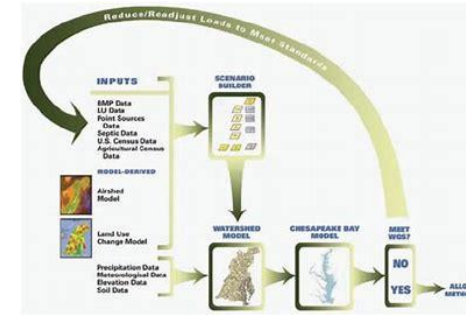 Reduce/Readjust Loads to Meet Standards
INPUTS
BMP Data
LU Data
Point Sources
Data
Septic Data
U.S. Census Data
Agricultural Census
Data
MODEL-DERIVED
Airshed
Model
Land Use
Change Model
Precipitation Data
Meteorological Data
Elevation Data
Soil Data
SCENARIO
BUILDER
WATERSHED
MODEL
CHESAPEAKE BAY
MODEL
MEET
WQS?
NO
YES